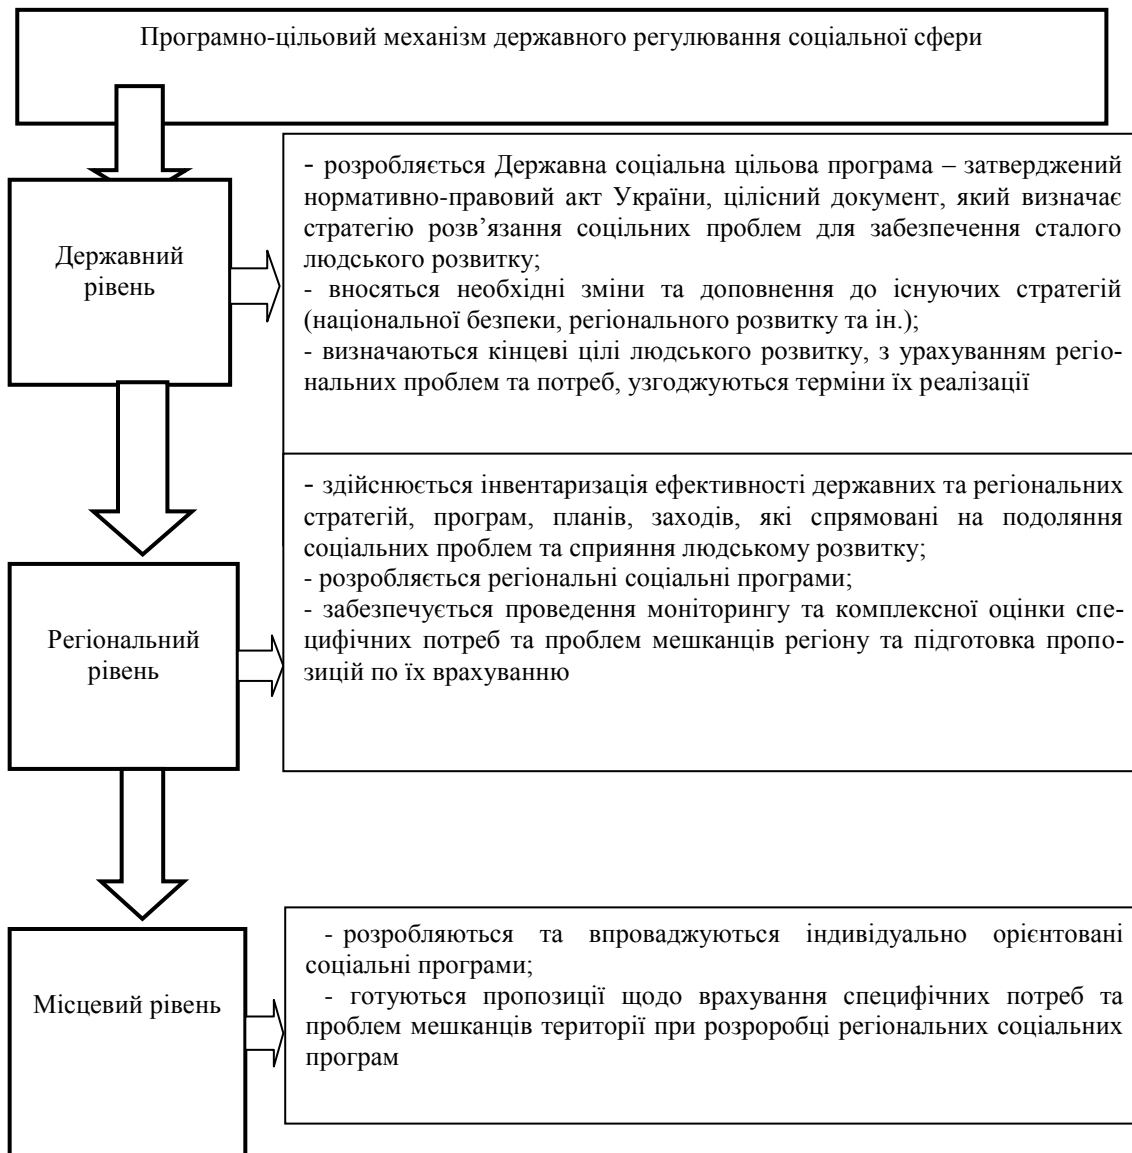 Програмно-цільовий механізм державного регулювання соціальної сфери
- розробляється Державна соціальна цільова програма – затверджений
нормативно-правовий акт України, цілісний документ, який визначає
стратегію розв’язання соцільних проблем для забезпечення сталого
людського розвитку;
- вносяться необхідні зміни та доповнення до існуючих стратегій
(національної безпеки, регіонального розвитку та ін.);
- визначаються кінцеві цілі людського розвитку, з урахуванням регіо-
нальних проблем та потреб, узгоджуються терміни їх реалізації
Державний
рівень
- здійснюється інвентаризація ефективності державних та регіональних
стратегій, програм, планів, заходів, які спрямовані на подоляння
соціальних проблем та сприяння людському розвитку;
- розробляється регіональні соціальні програми;
- забезпечується проведення моніторингу та комплексної оцінки спе-
цифічних потреб та проблем мешканців регіону та підготовка пропо-
зицій по їх врахуванню
Регіональний
рівень
- розробляються та впроваджуються індивідуально орієнтовані
соціальні програми;
- готуються пропозиції щодо врахування специфічних потреб та
проблем мешканців території при розроробці регіональних соціальних
програм
Місцевий рівень